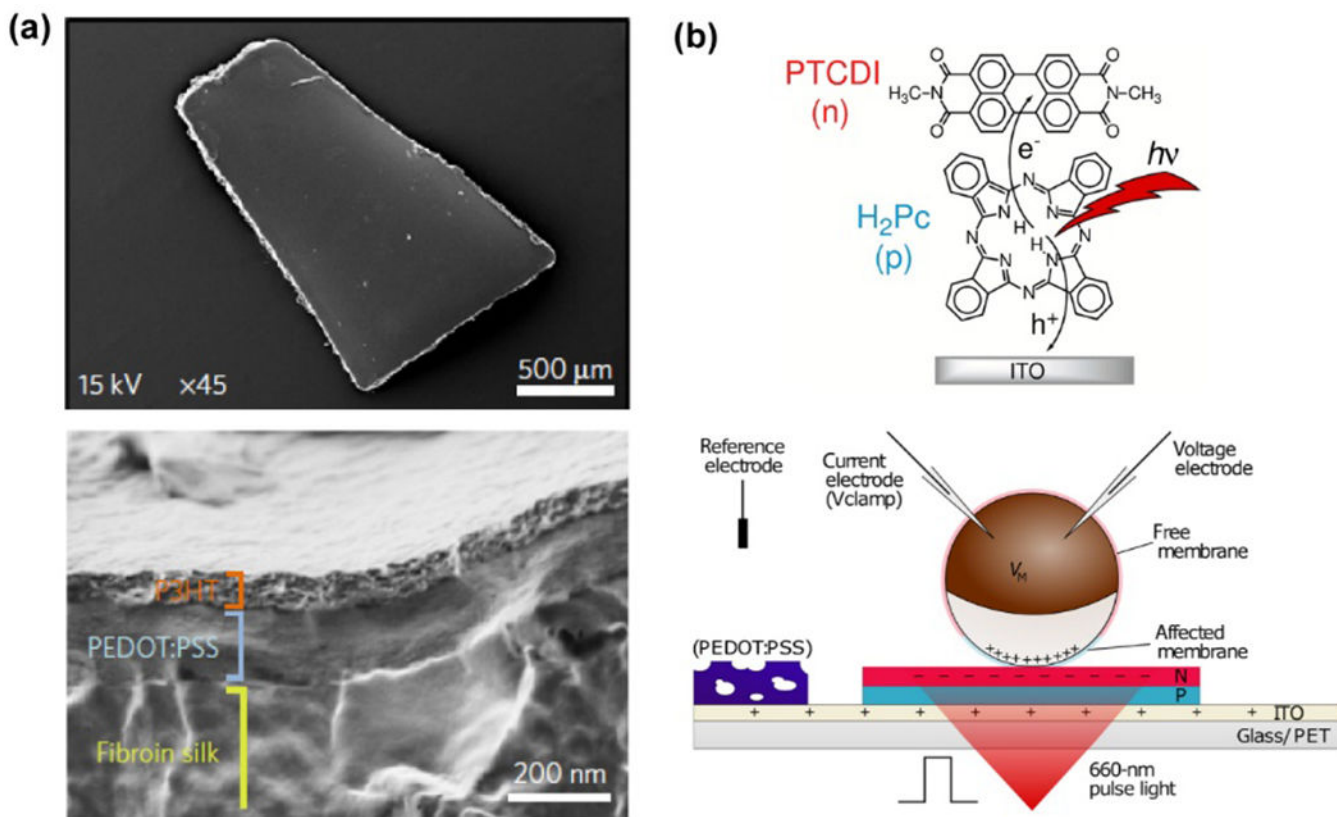 (a)
15 kV ×45
500 μm
P3HT
PEDOT:PSS
Fibroin silk
200 nm
(b)
PTCDI
(n)
O
O
H₃C—N
N—CH₃
O
O
e⁻
hν
H₂Pc
(p)
N
N
N
N
H
N
N
H
N
N
N
h⁺
ITO
Reference
electrode
Current
electrode
(Vclamp)
Voltage
electrode
Free
membrane
V_M
Affected
membrane
+++++++++
(PEDOT:PSS)
– – – – – – – – – N
P
+ + + + + + + + ITO
Glass/ PET
660-nm
pulse light